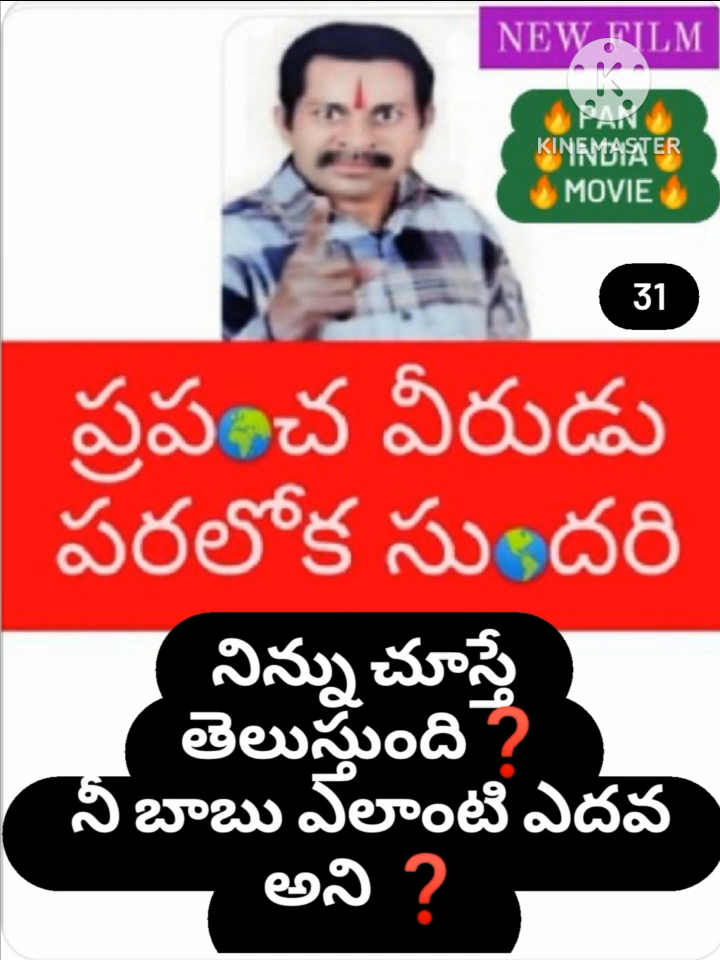 NEW FILM
🔥 PAN 🔥
KINEMASTER
🔥 INDIA 🔥
🔥 MOVIE 🔥
31
ప్రప🌍చ వీరుడు
పరలోక సు🌎దరి
నిన్ను చూస్తే
తెలుస్తుంది❓
నీ బాబు ఎలాంటి ఎదవ
అని ❓